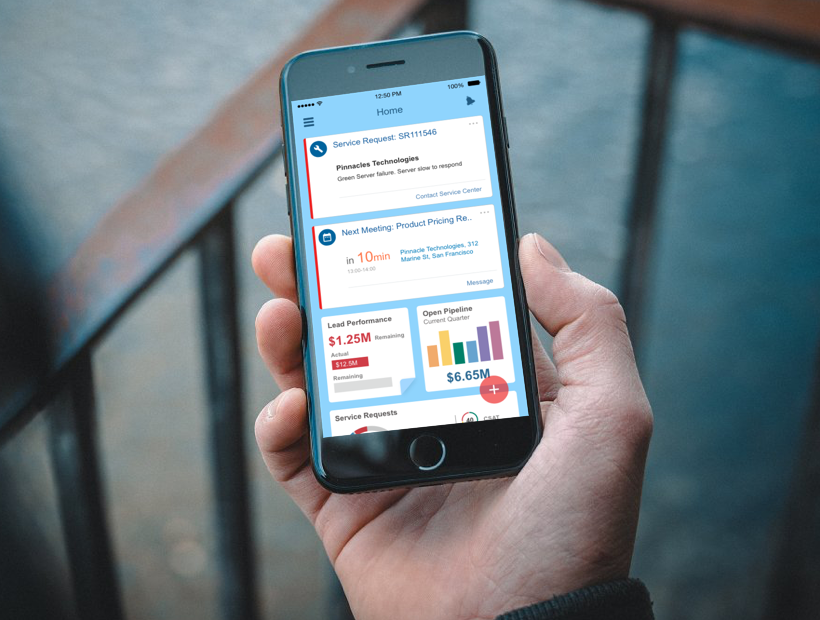 12:50 PM
100%
Home
Service Request: SR111546
Pinnacles Technologies
Green Server failure. Server slow to respond
Contact Service Center
Next Meeting: Product Pricing Re..
in 10min
13:00-14:00
Pinnacle Technologies, 312
Marine St, San Francisco
Message
Lead Performance
$1.25M Remaining
Actual
$12.5M
Remaining
Open Pipeline
Current Quarter
$6.65M
Service Requests
40
CSAT